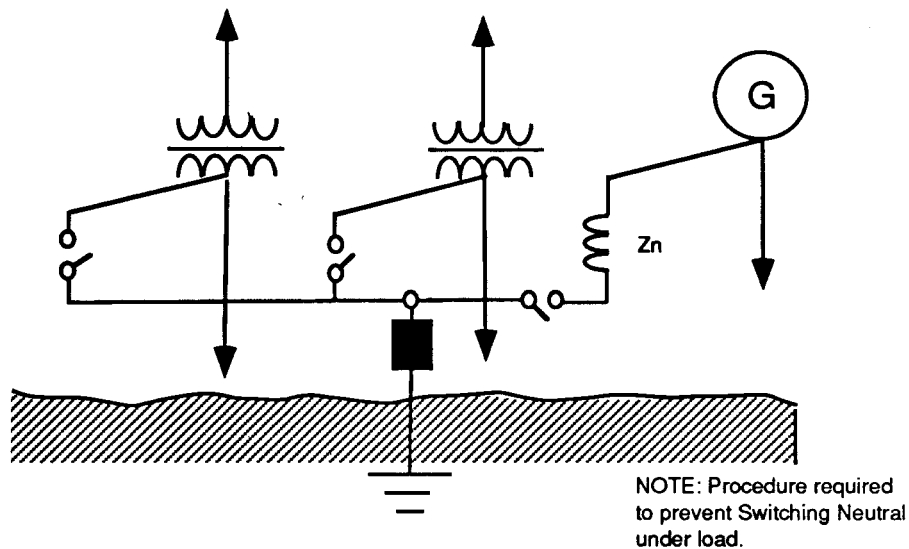 G
Zn
NOTE: Procedure required
to prevent Switching Neutral
under load.